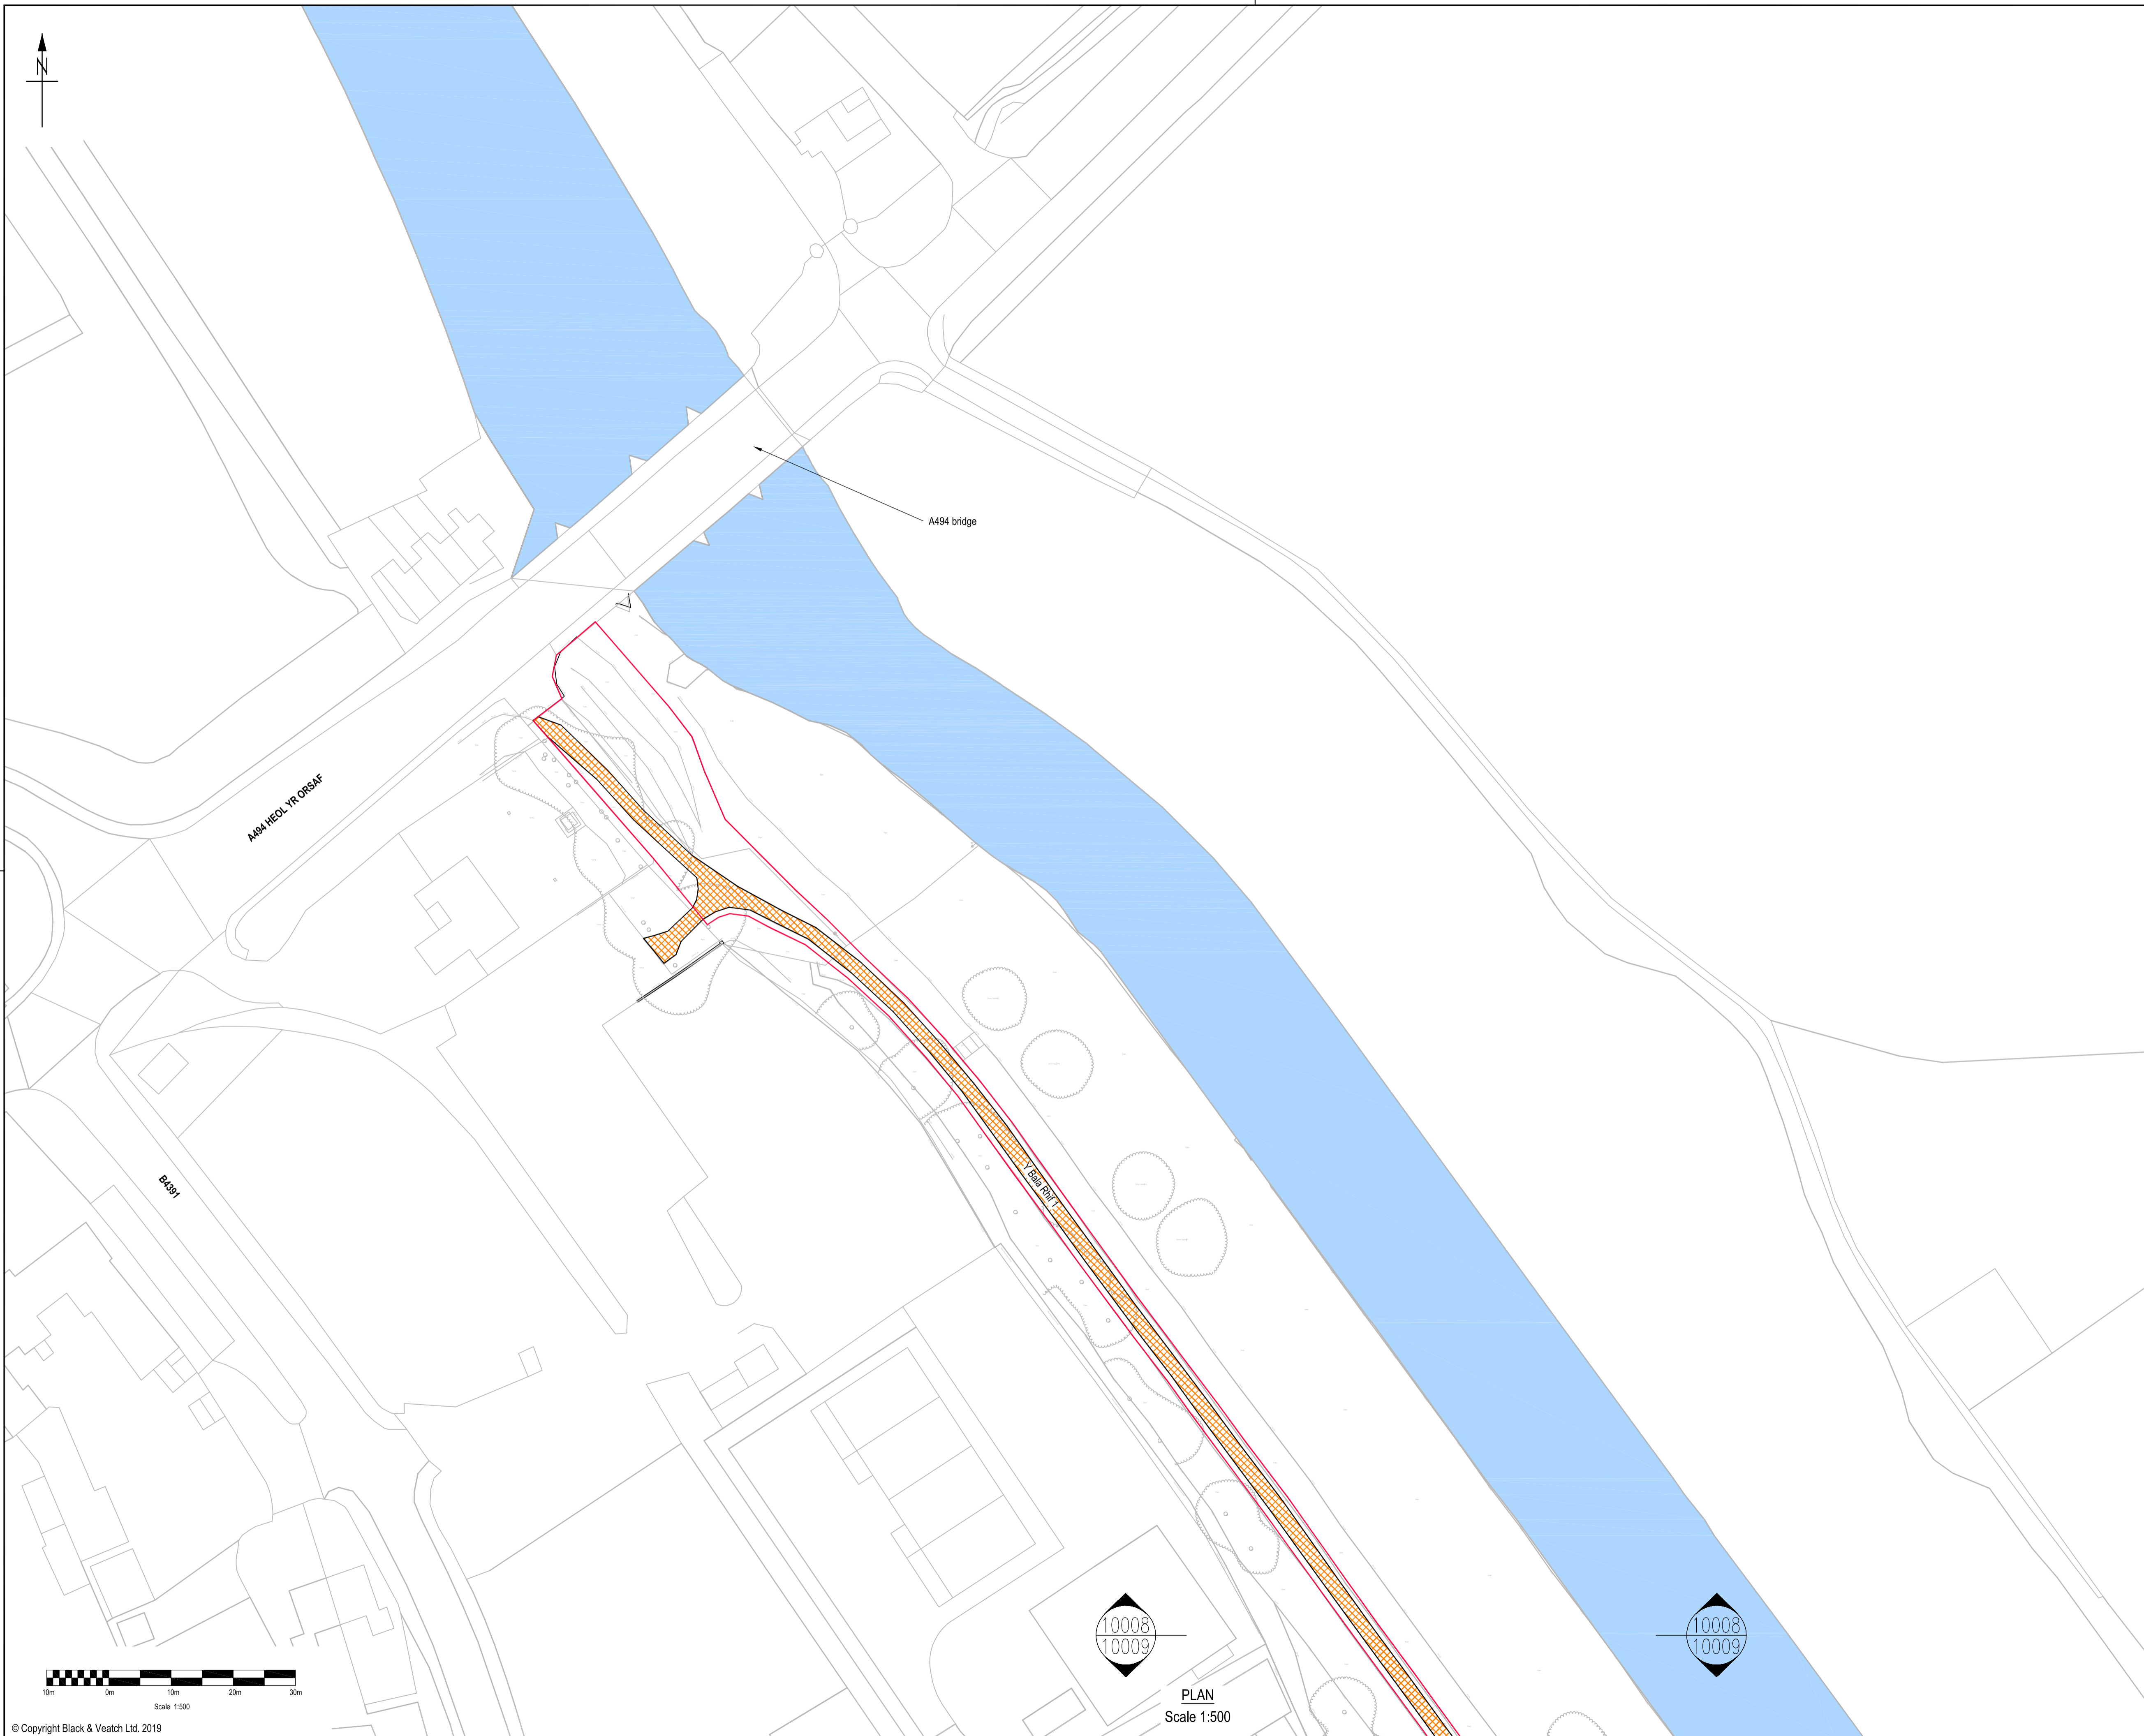 N
A494 bridge
A494 HEOL YR ORSAF
B4391
Y Bala Rhif 1
10008
10009
10008
10009
PLAN
Scale 1:500
10m 0m 10m 20m 30m
Scale 1:500
© Copyright Black & Veatch Ltd. 2019